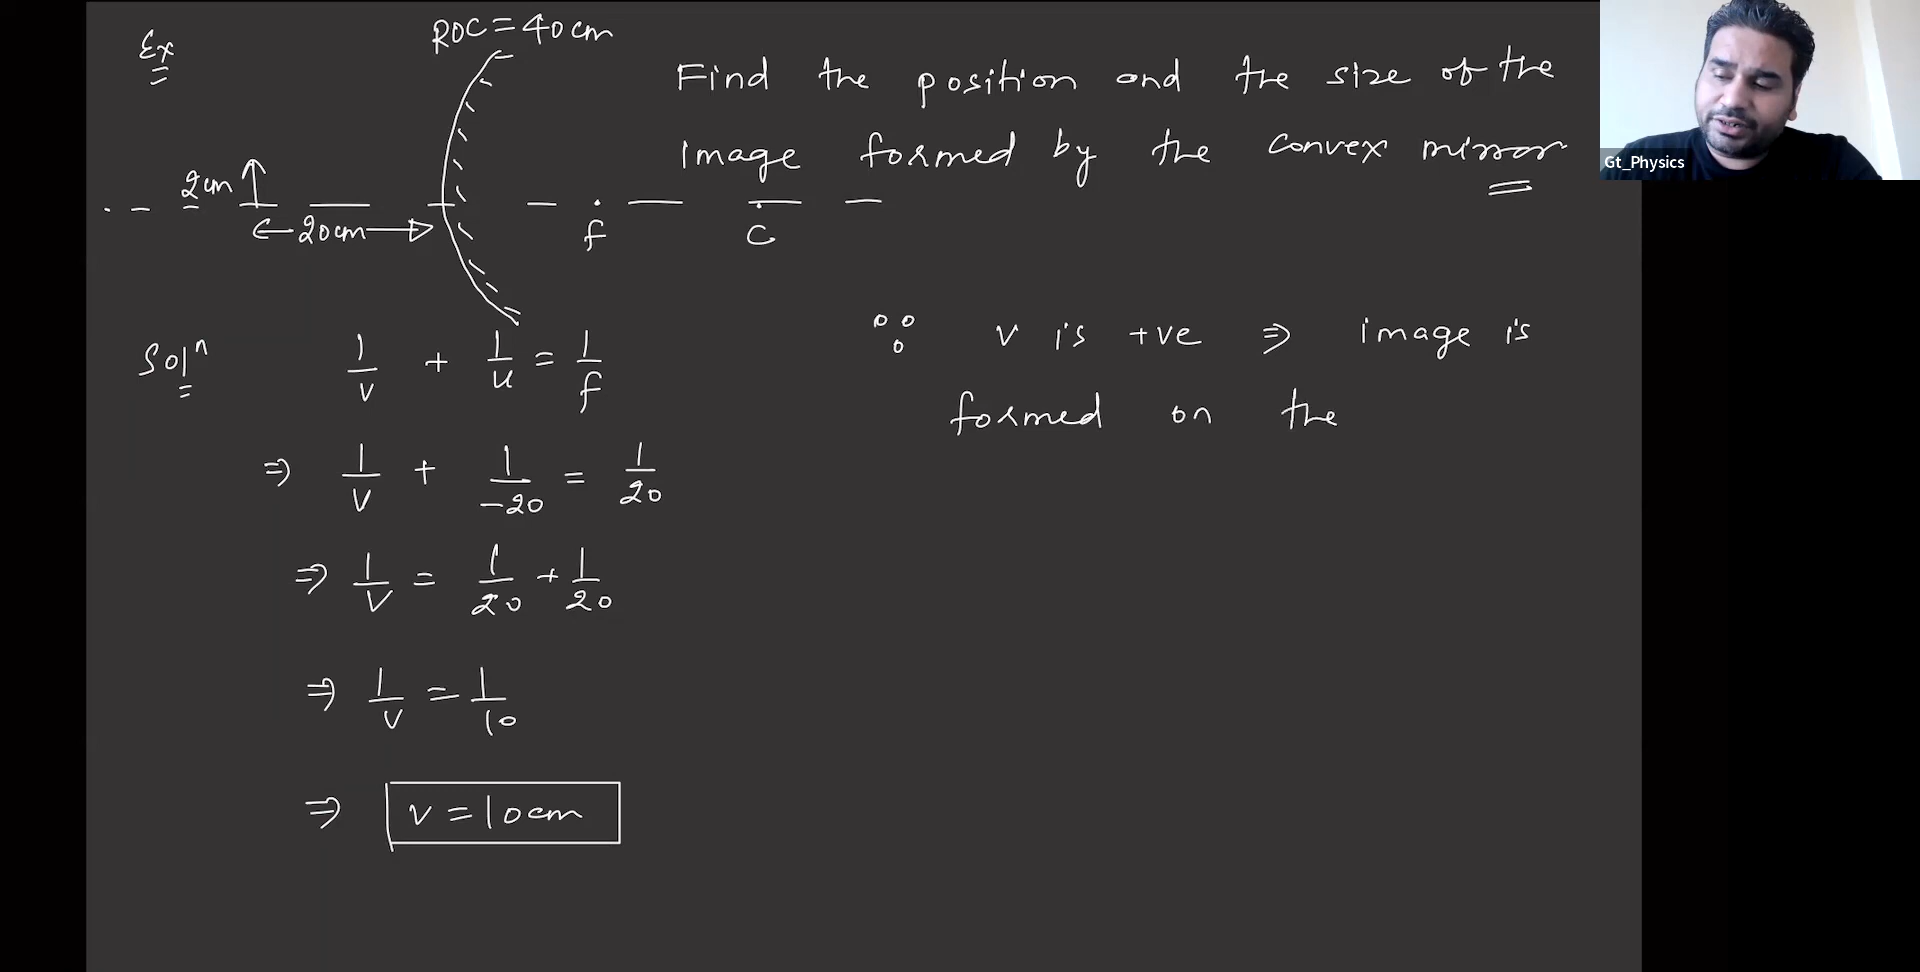 Ex
ROC = 40cm
Find the position and the size of the
image formed by the convex mirror
2cm
20cm
f
C
Solⁿ
1/v + 1/u = 1/f
⇒ 1/v + 1/-20 = 1/20
⇒ 1/v = 1/20 + 1/20
⇒ 1/v = 1/10
⇒ v = 10cm
∵ v is +ve ⇒ image is
formed on the
Gt_Physics